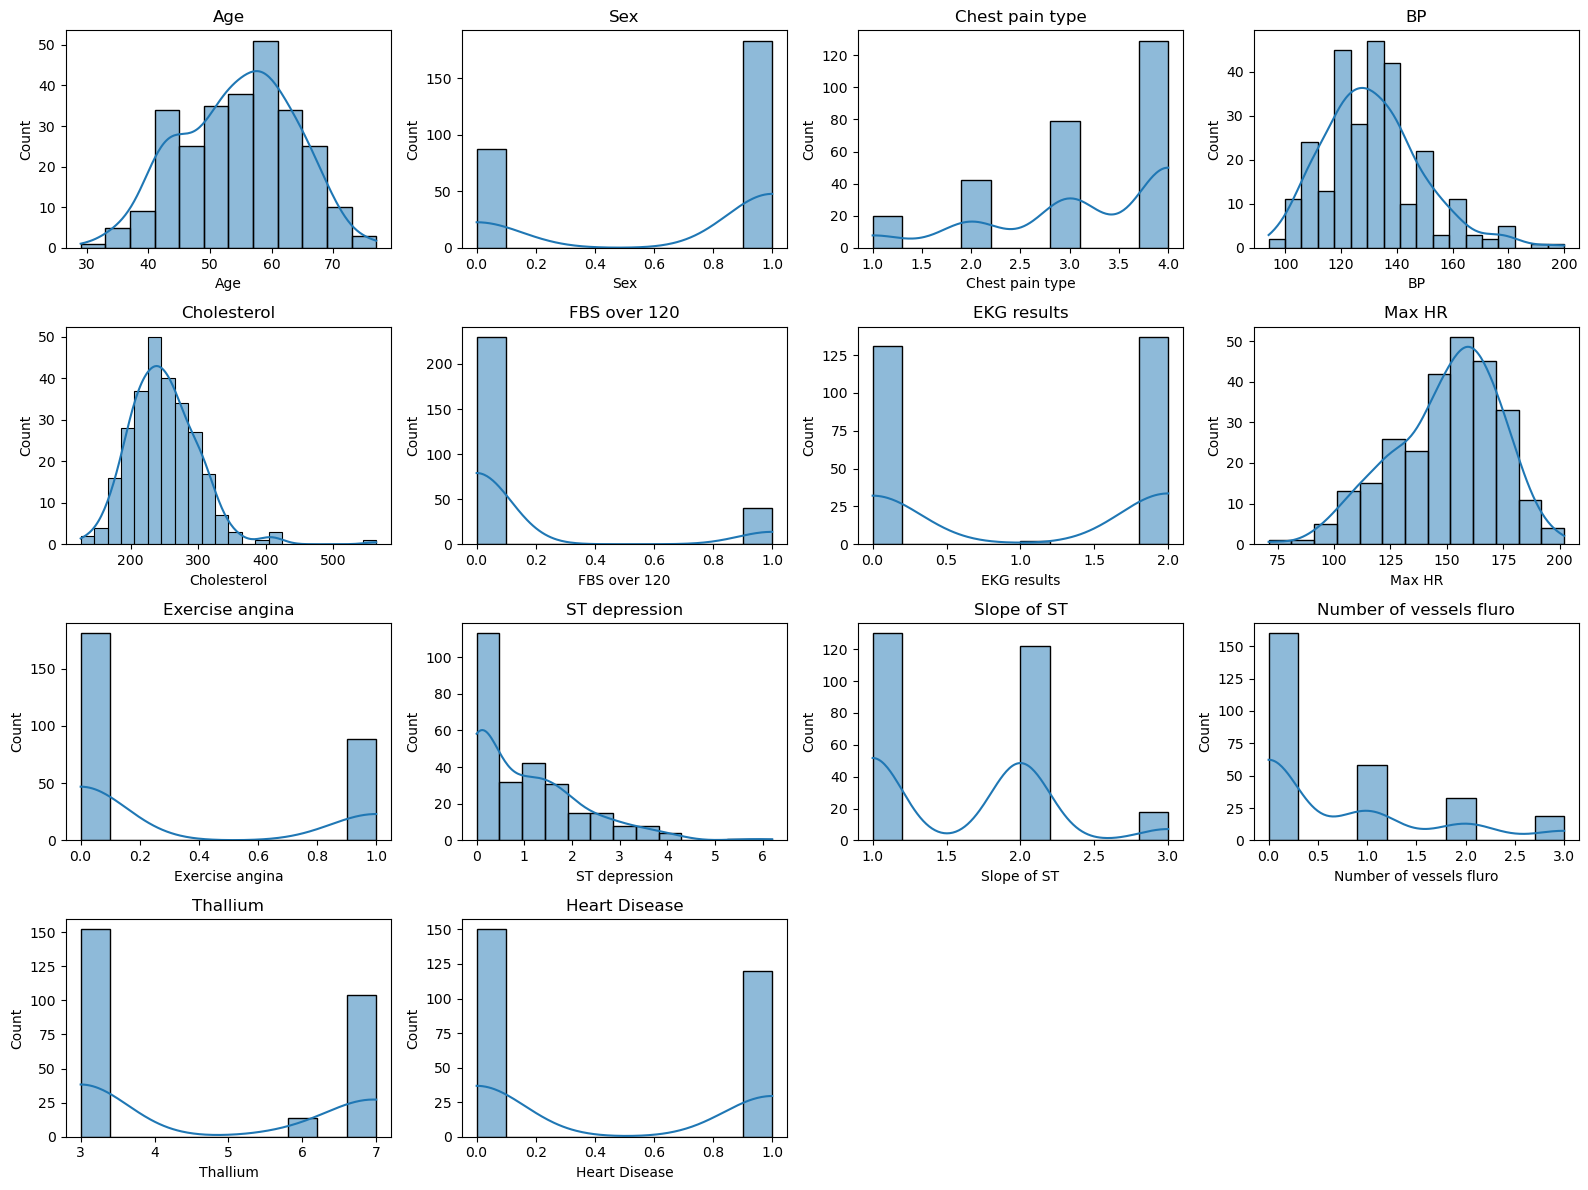 Age
Sex
Chest pain type
BP
Count
0
10
20
30
40
50
30 40 50 60 70
Age
Count
0
50
100
150
0.0 0.2 0.4 0.6 0.8 1.0
Sex
Count
0
20
40
60
80
100
120
1.0 1.5 2.0 2.5 3.0 3.5 4.0
Chest pain type
Count
0
10
20
30
40
100 120 140 160 180 200
BP
Cholesterol
FBS over 120
EKG results
Max HR
Count
0
10
20
30
40
50
200 300 400 500
Cholesterol
Count
0
50
100
150
200
0.0 0.2 0.4 0.6 0.8 1.0
FBS over 120
Count
0
25
50
75
100
125
0.0 0.5 1.0 1.5 2.0
EKG results
Count
0
10
20
30
40
50
75 100 125 150 175 200
Max HR
Exercise angina
ST depression
Slope of ST
Number of vessels fluro
Count
0
50
100
150
0.0 0.2 0.4 0.6 0.8 1.0
Exercise angina
Count
0
20
40
60
80
100
0 1 2 3 4 5 6
ST depression
Count
0
20
40
60
80
100
120
1.0 1.5 2.0 2.5 3.0
Slope of ST
Count
0
25
50
75
100
125
150
0.0 0.5 1.0 1.5 2.0 2.5 3.0
Number of vessels fluro
Thallium
Heart Disease
Count
0
25
50
75
100
125
150
3 4 5 6 7
Thallium
Count
0
25
50
75
100
125
150
0.0 0.2 0.4 0.6 0.8 1.0
Heart Disease